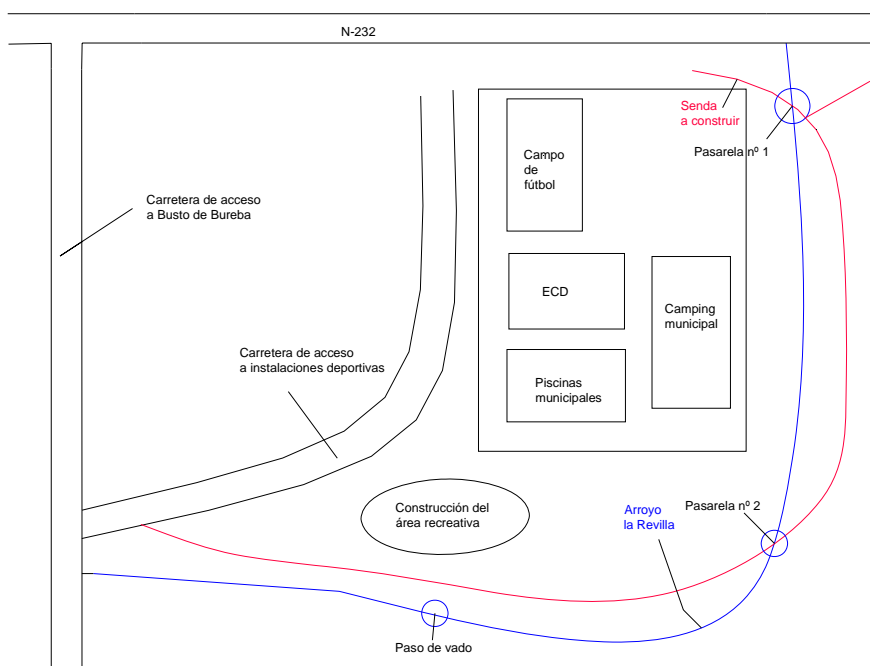 N-232
Senda
a construir
Pasarela nº 1
Campo
de
fútbol
Carretera de acceso
a Busto de Bureba
ECD
Camping
municipal
Carretera de acceso
a instalaciones deportivas
Piscinas
municipales
Construcción del
área recreativa
Arroyo
la Revilla
Pasarela nº 2
Paso de vado